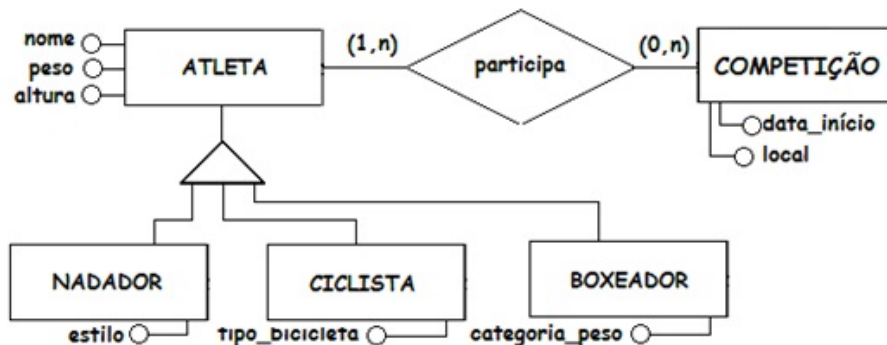 nome
peso
altura
ATLETA
(1,n)
participa
(0,n)
COMPETIÇÃO
data_início
local
NADADOR
CICLISTA
BOXEADOR
estilo
tipo_bicicleta
categoria_peso